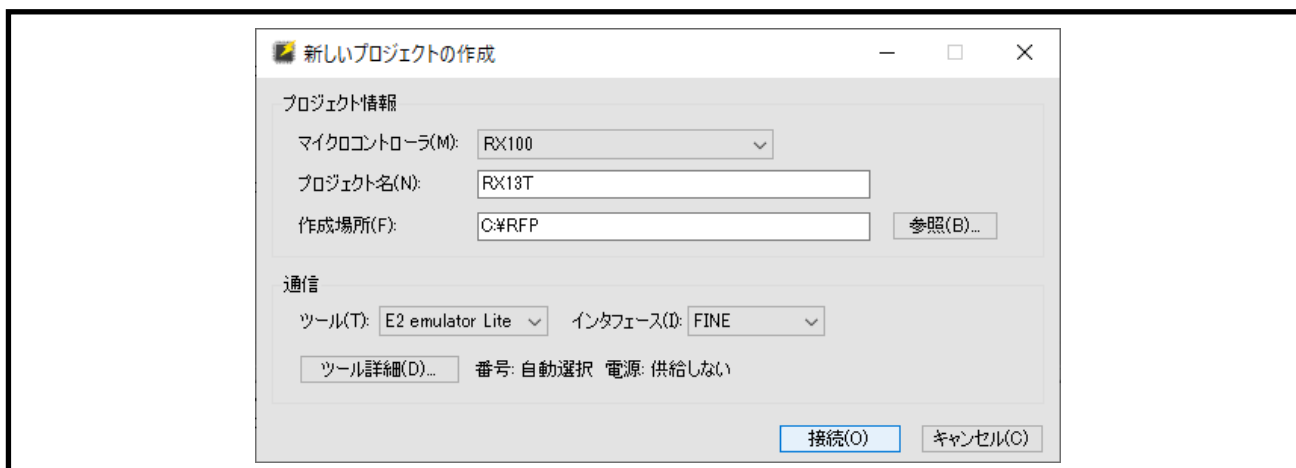 新しいプロジェクトの作成
プロジェクト情報
マイクロコントローラ(M): RX100
プロジェクト名(N): RX13T
作成場所(F): C:¥RFP 参照(B)...
通信
ツール(T): E2 emulator Lite インタフェース(I): FINE
ツール詳細(D)... 番号: 自動選択 電源: 供給しない
接続(O) キャンセル(C)